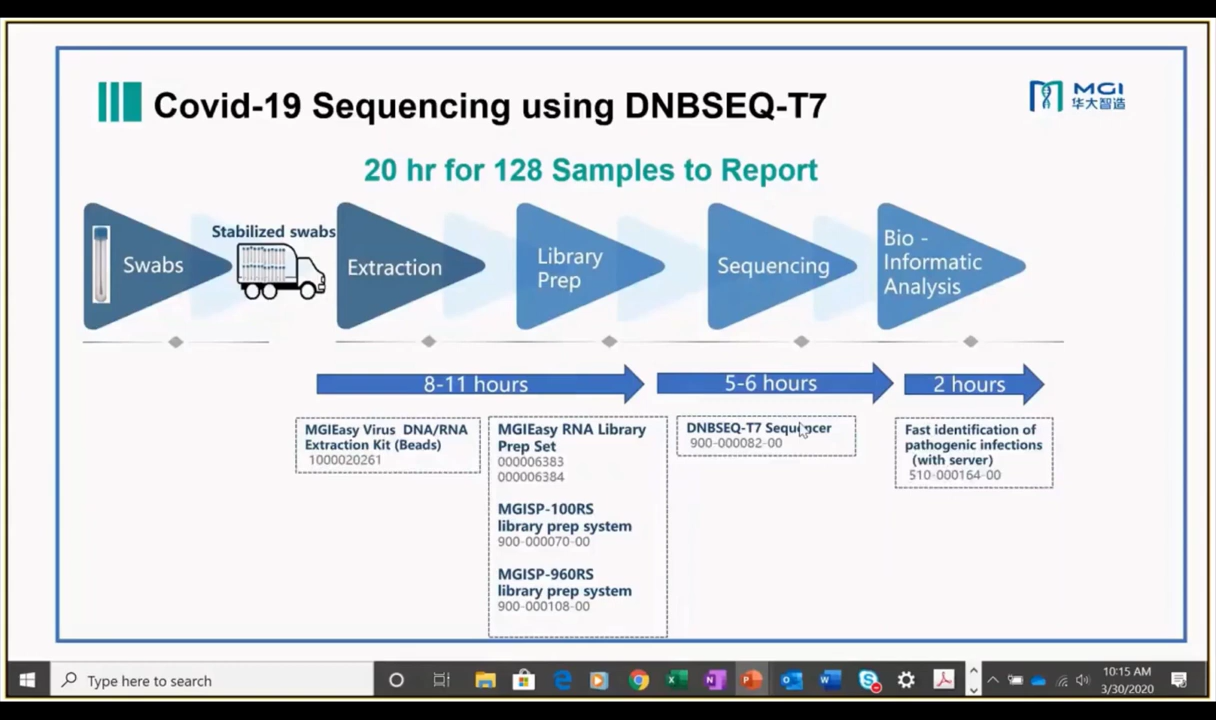 Covid-19 Sequencing using DNBSEQ-T7
MGI
华大智造
20 hr for 128 Samples to Report
Swabs
Stabilized swabs
Extraction
Library
Prep
Sequencing
Bio -
Informatic
Analysis
8-11 hours
5-6 hours
2 hours
MGIEasy Virus DNA/RNA
Extraction Kit (Beads)
1000020261
MGIEasy RNA Library
Prep Set
000006383
000006384
MGISP-100RS
library prep system
900-000070-00
MGISP-960RS
library prep system
900-000108-00
DNBSEQ-T7 Sequencer
900-000082-00
Fast identification of
pathogenic infections
(with server)
510-000164-00
Type here to search
10:15 AM
3/30/2020